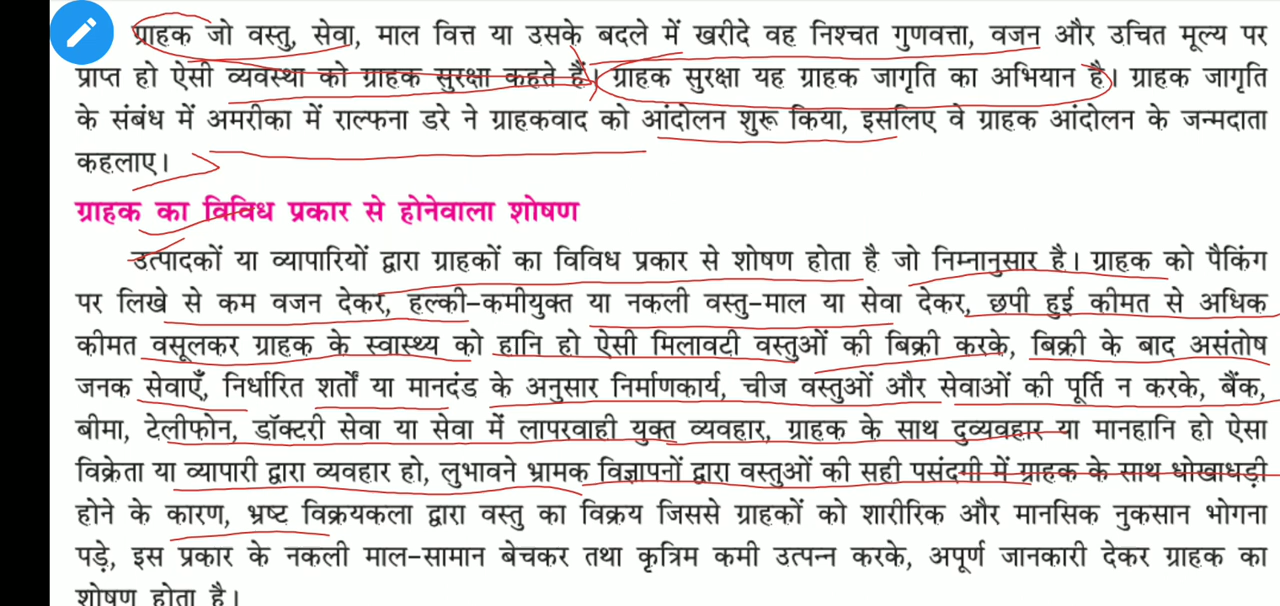 ग्राहक जो वस्तु, सेवा, माल वित्त या उसके बदले में खरीदे वह निश्चत गुणवत्ता, वजन और उचित मूल्य पर
प्राप्त हो ऐसी व्यवस्था को ग्राहक सुरक्षा कहते हैं। ग्राहक सुरक्षा यह ग्राहक जागृति का अभियान है। ग्राहक जागृति
के संबंध में अमरीका में राल्फना डरे ने ग्राहकवाद को आंदोलन शुरू किया, इसलिए वे ग्राहक आंदोलन के जन्मदाता
कहलाए।
ग्राहक का विविध प्रकार से होनेवाला शोषण
उत्पादकों या व्यापारियों द्वारा ग्राहकों का विविध प्रकार से शोषण होता है जो निम्नानुसार है। ग्राहक को पैकिंग
पर लिखे से कम वजन देकर, हल्की-कमीयुक्त या नकली वस्तु-माल या सेवा देकर, छपी हुई कीमत से अधिक
कीमत वसूलकर ग्राहक के स्वास्थ्य को हानि हो ऐसी मिलावटी वस्तुओं की बिक्री करके, बिक्री के बाद असंतोष
जनक सेवाएँ, निर्धारित शर्तों या मानदंड के अनुसार निर्माणकार्य, चीज वस्तुओं और सेवाओं की पूर्ति न करके, बैंक,
बीमा, टेलीफोन, डॉक्टरी सेवा या सेवा में लापरवाही युक्त व्यवहार, ग्राहक के साथ दुव्यवहार या मानहानि हो ऐसा
विक्रेता या व्यापारी द्वारा व्यवहार हो, लुभावने भ्रामक विज्ञापनों द्वारा वस्तुओं की सही पसंदगी में ग्राहक के साथ धोखाधड़ी
होने के कारण, भ्रष्ट विक्रयकला द्वारा वस्तु का विक्रय जिससे ग्राहकों को शारीरिक और मानसिक नुकसान भोगना
पड़े, इस प्रकार के नकली माल-सामान बेचकर तथा कृत्रिम कमी उत्पन्न करके, अपूर्ण जानकारी देकर ग्राहक का
शोषण होता है।